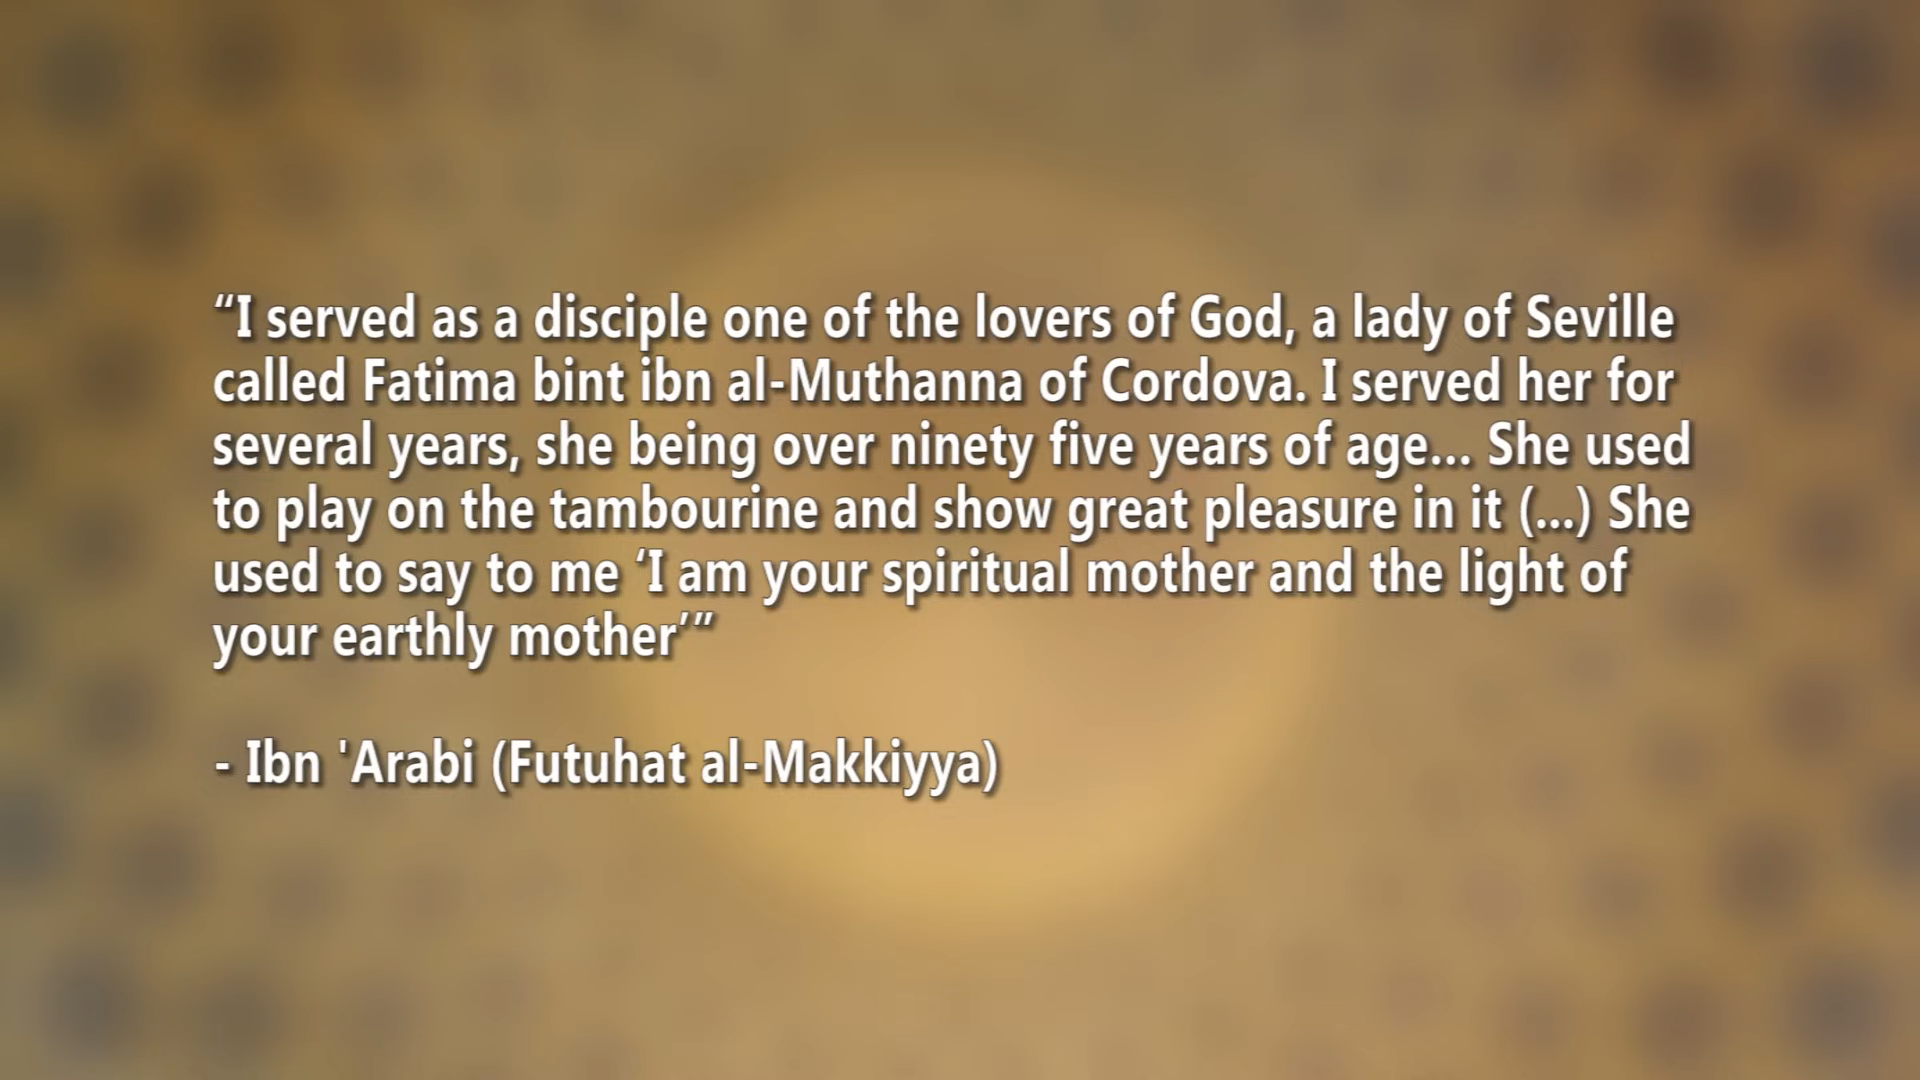 “I served as a disciple one of the lovers of God, a lady of Seville
called Fatima bint ibn al-Muthanna of Cordova. I served her for
several years, she being over ninety five years of age... She used
to play on the tambourine and show great pleasure in it (...) She
used to say to me ‘I am your spiritual mother and the light of
your earthly mother’”
- Ibn 'Arabi (Futuhat al-Makkiyya)